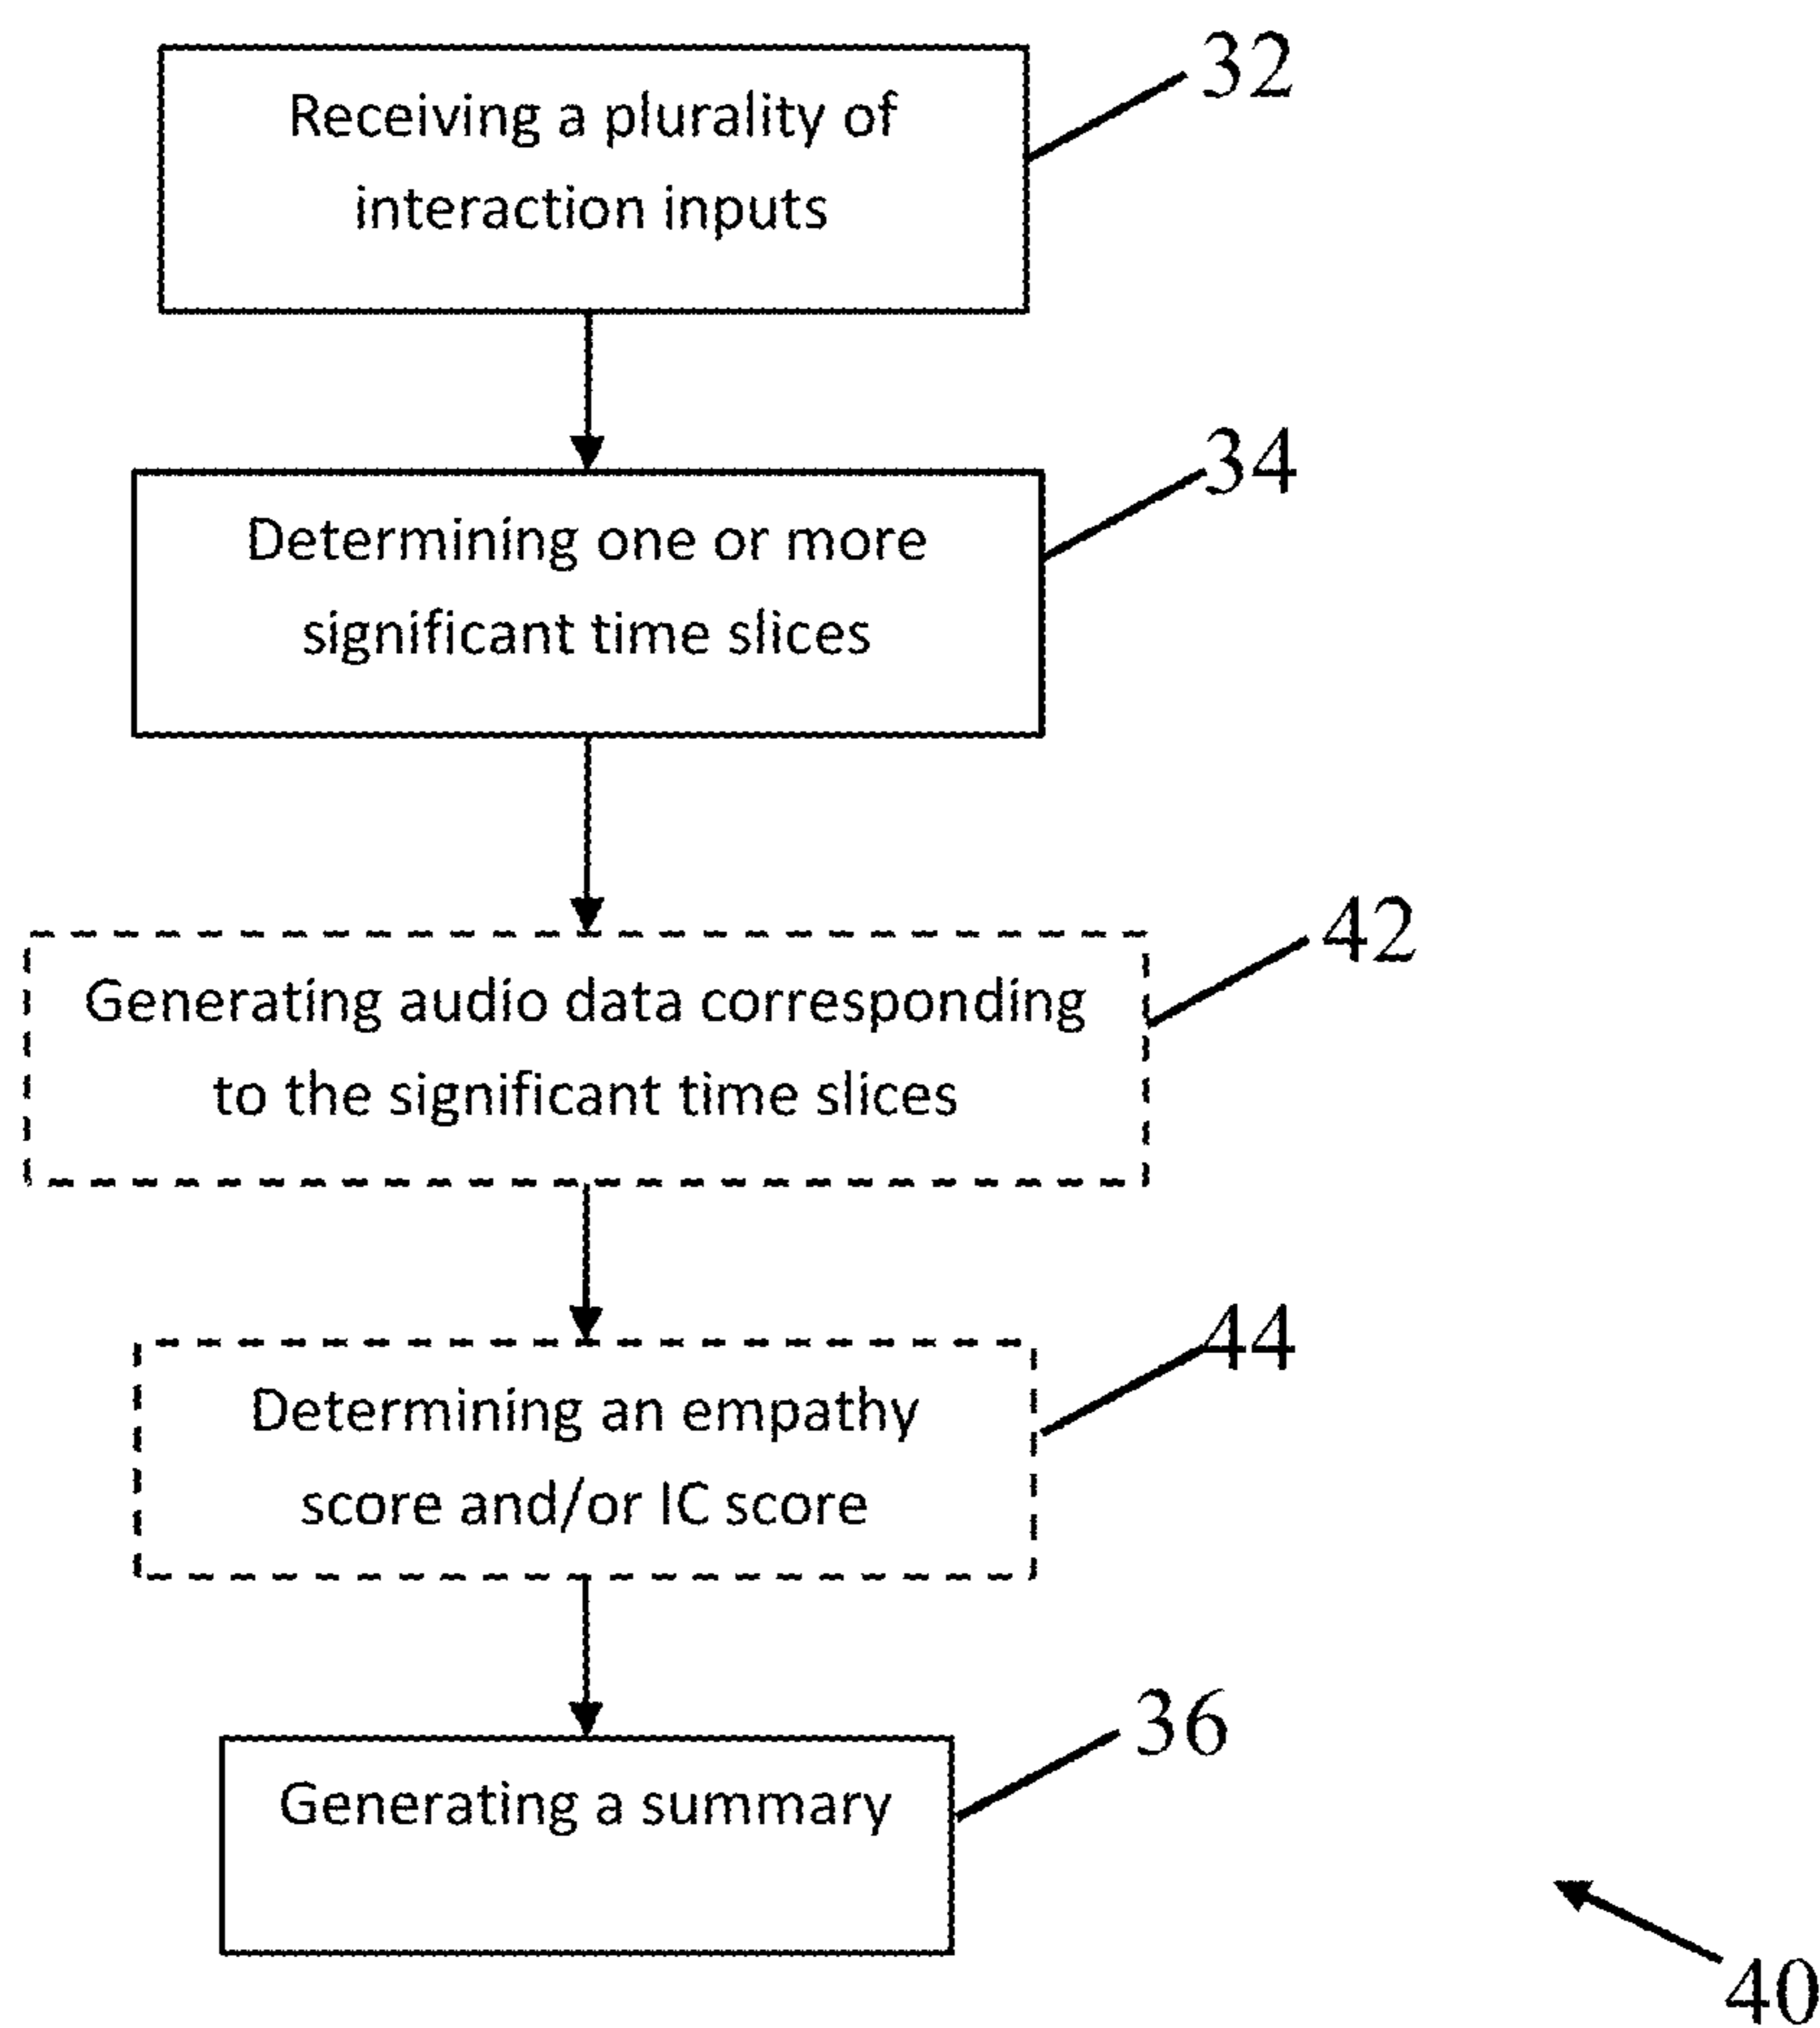 Receiving a plurality of
interaction inputs
32
Determining one or more
significant time slices
34
Generating audio data corresponding
to the significant time slices
42
Determining an empathy
score and/or IC score
44
Generating a summary
36
40